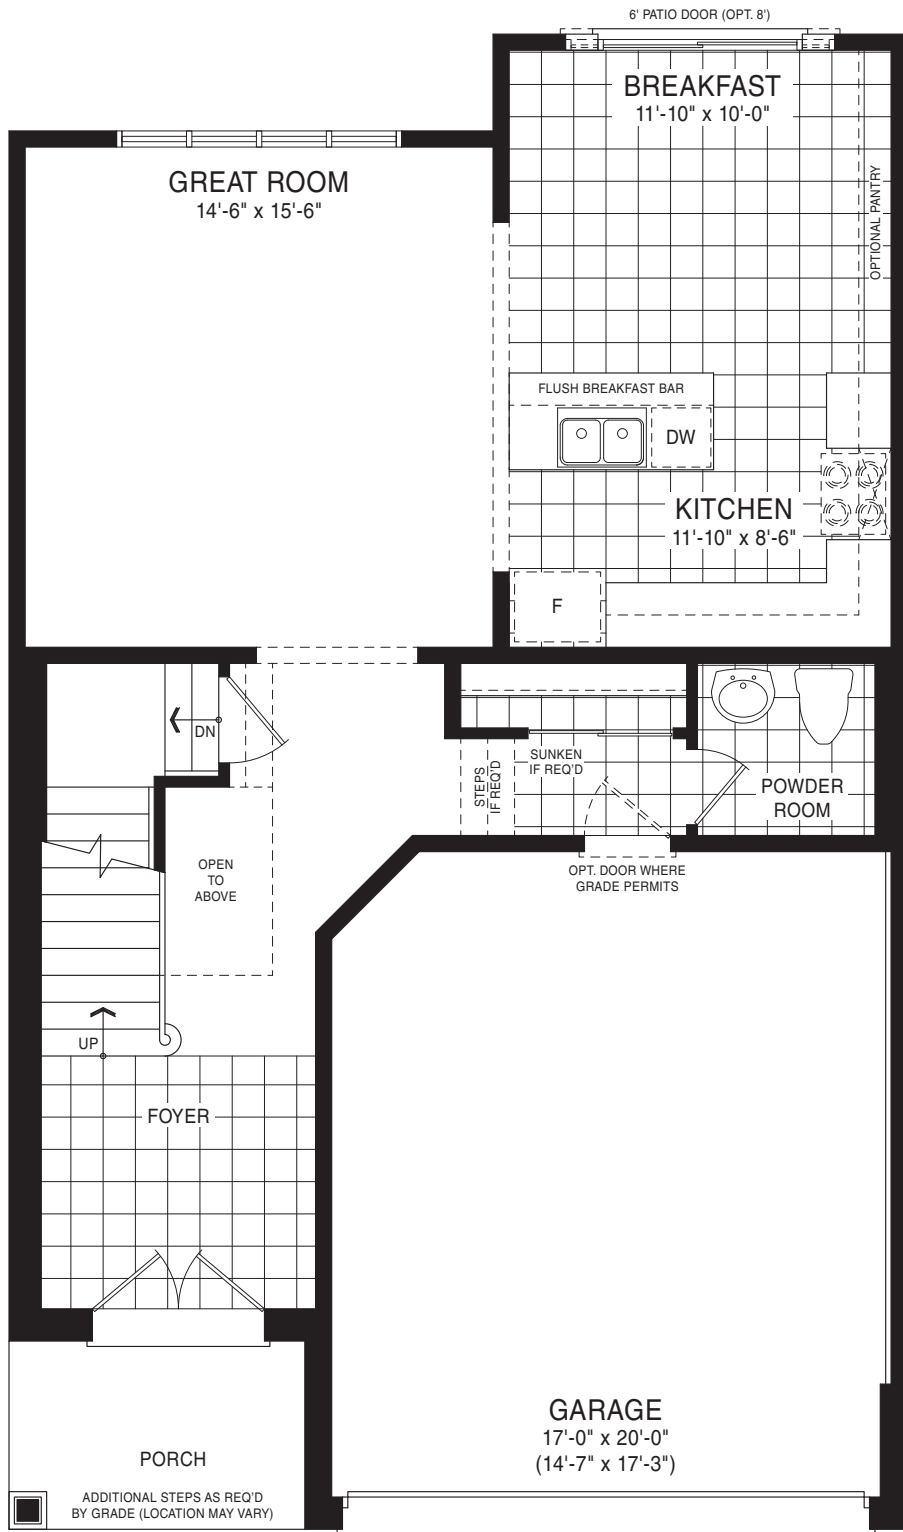 6' PATIO DOOR (OPT. 8')
BREAKFAST
11'-10" x 10'-0"
GREAT ROOM
14'-6" x 15'-6"
OPTIONAL PANTRY
FLUSH BREAKFAST BAR
DW
KITCHEN
11'-10" x 8'-6"
F
DN
STEPS
IF REQ'D
SUNKEN
IF REQ'D
POWDER
ROOM
OPEN
TO
ABOVE
OPT. DOOR WHERE
GRADE PERMITS
UP
FOYER
GARAGE
17'-0" x 20'-0"
(14'-7" x 17'-3")
PORCH
ADDITIONAL STEPS AS REQ'D
BY GRADE (LOCATION MAY VARY)